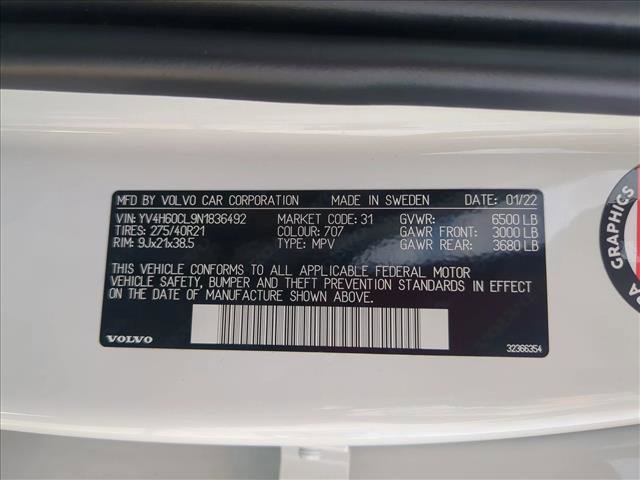 MFD BY VOLVO CAR CORPORATION MADE IN SWEDEN DATE: 01/22
VIN: YV4H60CL9N1836492 MARKET CODE: 31 GVWR: 6500 LB
TIRES: 275/40R21 COLOUR: 707 GAWR FRONT: 3000 LB
RIM: 9Jx21x38.5 TYPE: MPV GAWR REAR: 3680 LB
THIS VEHICLE CONFORMS TO ALL APPLICABLE FEDERAL MOTOR
VEHICLE SAFETY, BUMPER AND THEFT PREVENTION STANDARDS IN EFFECT
ON THE DATE OF MANUFACTURE SHOWN ABOVE.
VOLVO 32366354
GRAPHICS